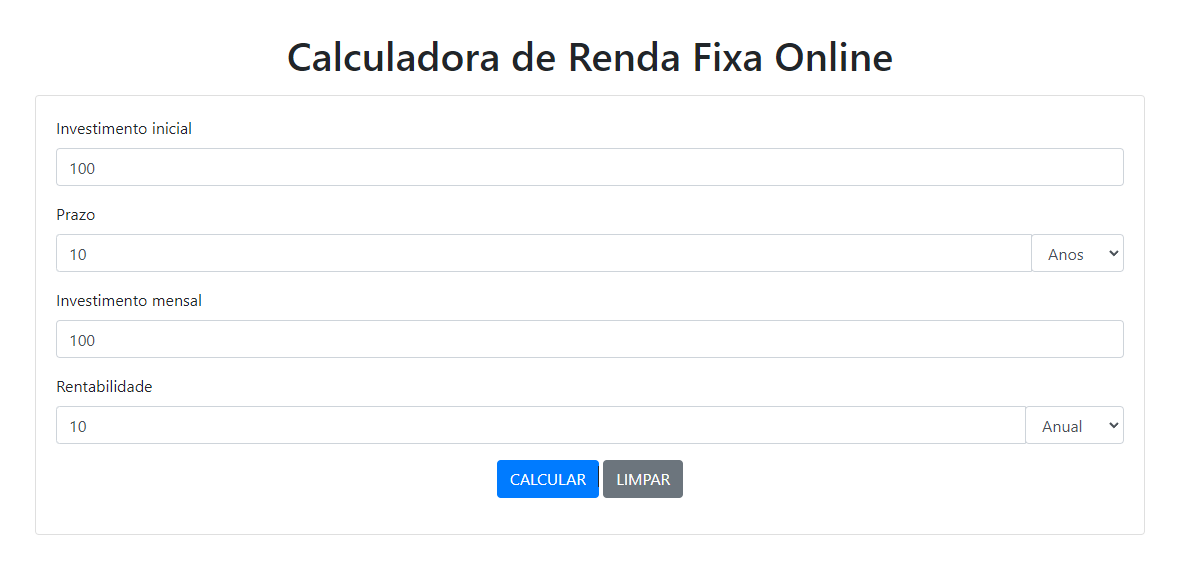 Calculadora de Renda Fixa Online
Investimento inicial
100
Prazo
10 Anos
Investimento mensal
100
Rentabilidade
10 Anual
CALCULAR LIMPAR